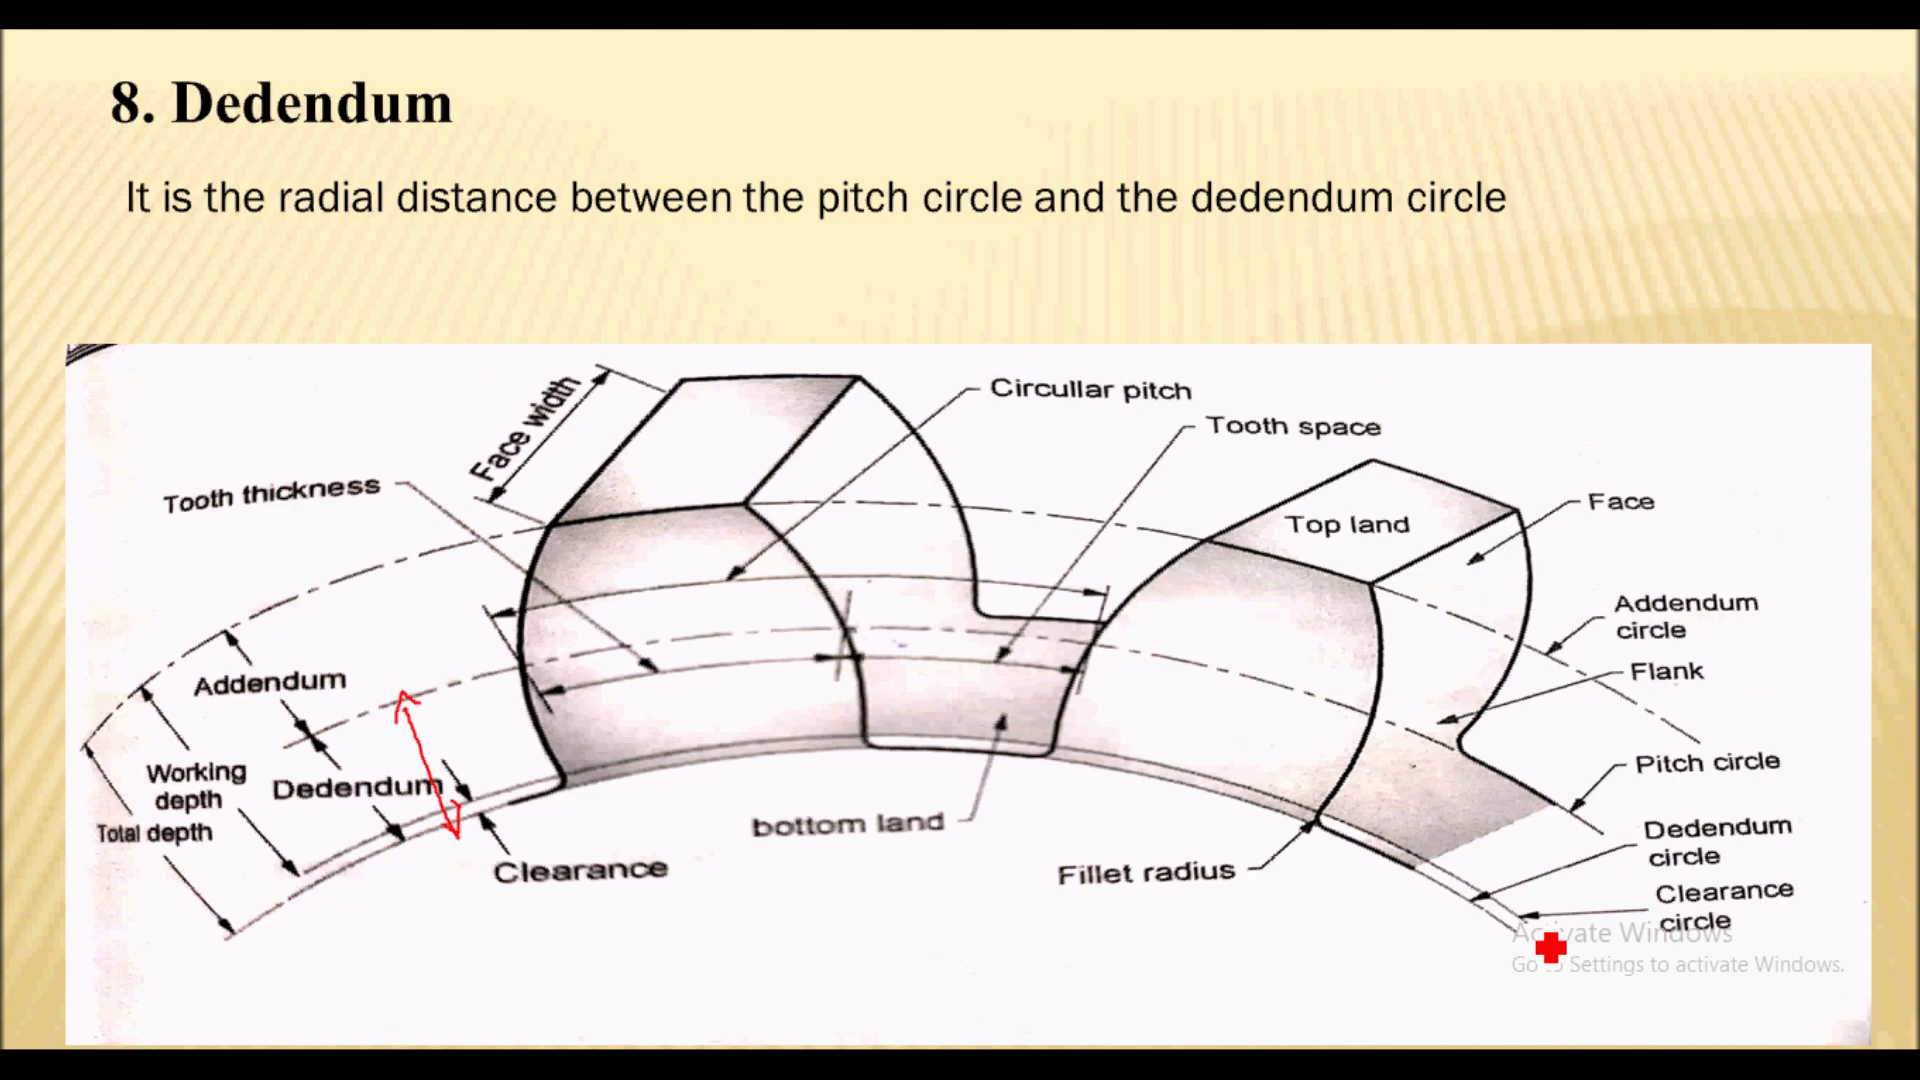 8. Dedendum
It is the radial distance between the pitch circle and the dedendum circle
Face width
Circullar pitch
Tooth space
Tooth thickness
Top land
Face
Addendum
circle
Flank
Addendum
Working
depth
Dedendum
Total depth
Pitch circle
bottom land
Dedendum
circle
Clearance
Fillet radius
Clearance
circle
Activate Windows
Go to Settings to activate Windows.